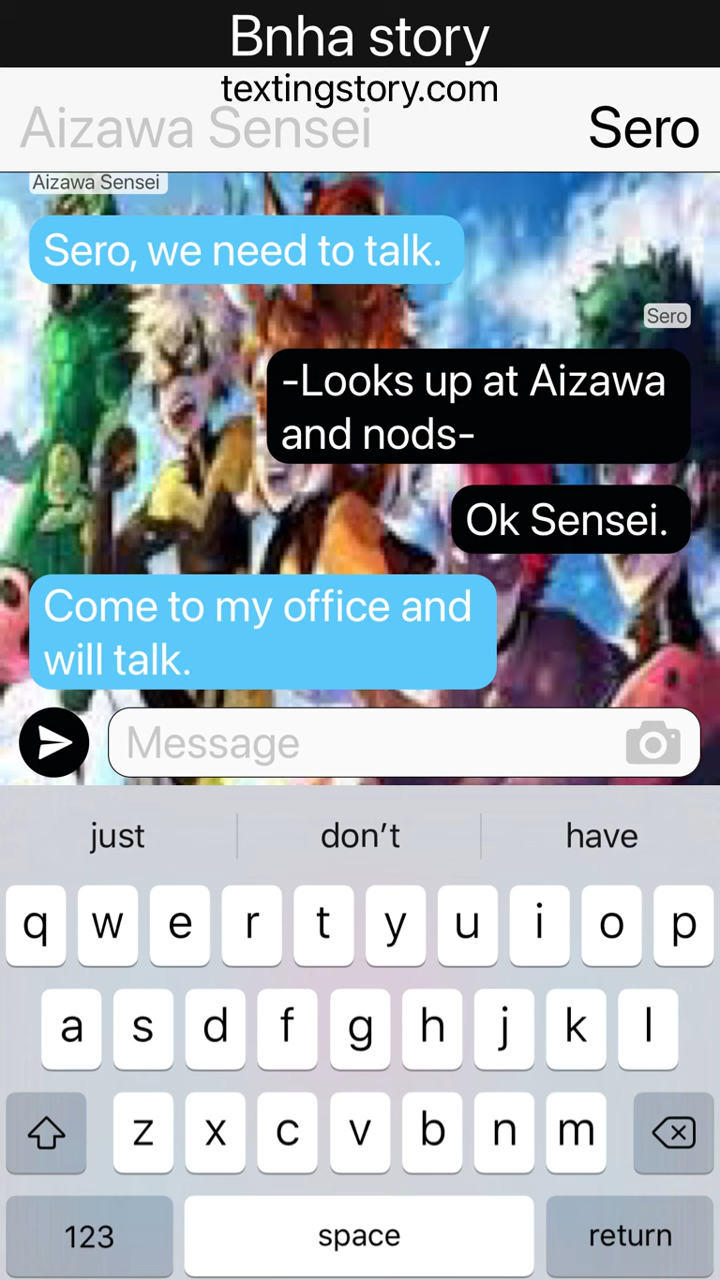 Bnha story
textingstory.com
Aizawa Sensei
Sero
Aizawa Sensei
Sero, we need to talk.
Sero
-Looks up at Aizawa
and nods-
Ok Sensei.
Come to my office and
will talk.
Message
just don't have
q w e r t y u i o p
a s d f g h j k l
z x c v b n m
123 space return